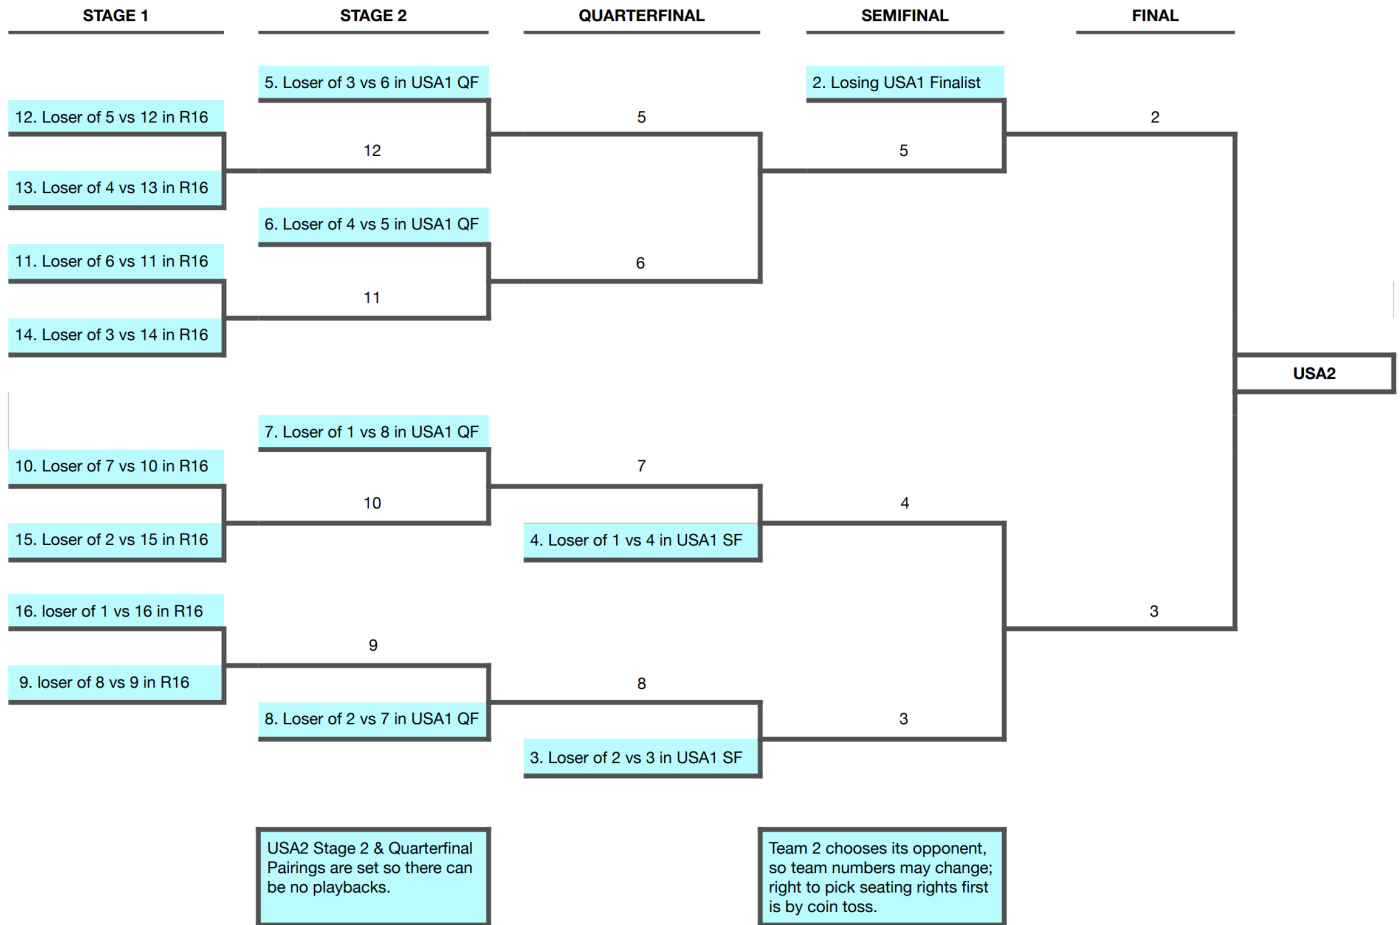 STAGE 1
STAGE 2
QUARTERFINAL
SEMIFINAL
FINAL
5. Loser of 3 vs 6 in USA1 QF
2. Losing USA1 Finalist
12. Loser of 5 vs 12 in R16
5
2
12
5
13. Loser of 4 vs 13 in R16
6. Loser of 4 vs 5 in USA1 QF
11. Loser of 6 vs 11 in R16
6
11
14. Loser of 3 vs 14 in R16
USA2
7. Loser of 1 vs 8 in USA1 QF
10. Loser of 7 vs 10 in R16
7
10
4
15. Loser of 2 vs 15 in R16
4. Loser of 1 vs 4 in USA1 SF
16. loser of 1 vs 16 in R16
3
9
9. loser of 8 vs 9 in R16
8
8. Loser of 2 vs 7 in USA1 QF
3
3. Loser of 2 vs 3 in USA1 SF
USA2 Stage 2 & Quarterfinal
Pairings are set so there can
be no playbacks.
Team 2 chooses its opponent,
so team numbers may change;
right to pick seating rights first
is by coin toss.